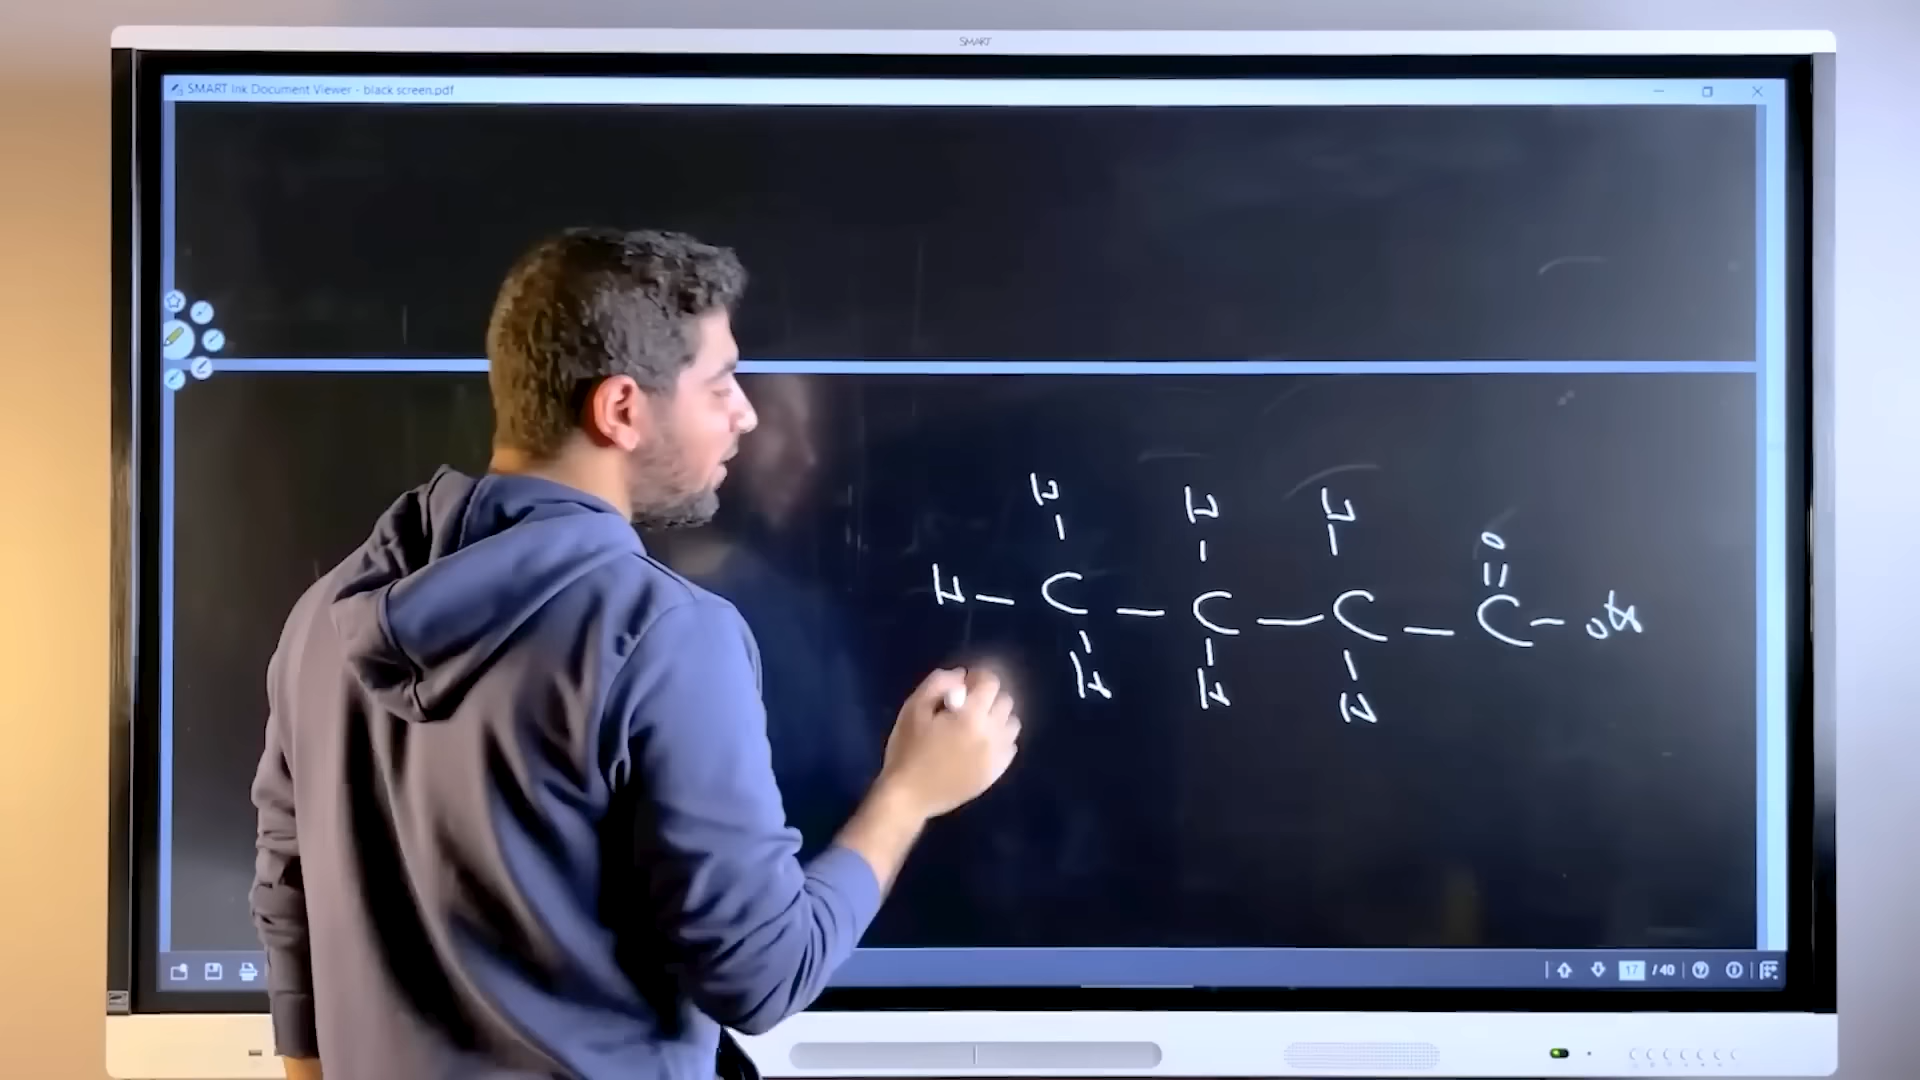 SMART
SMART Ink Document Viewer - black screen.pdf
H H H O
H - C - C - C - C - OH
H H H
17 / 40